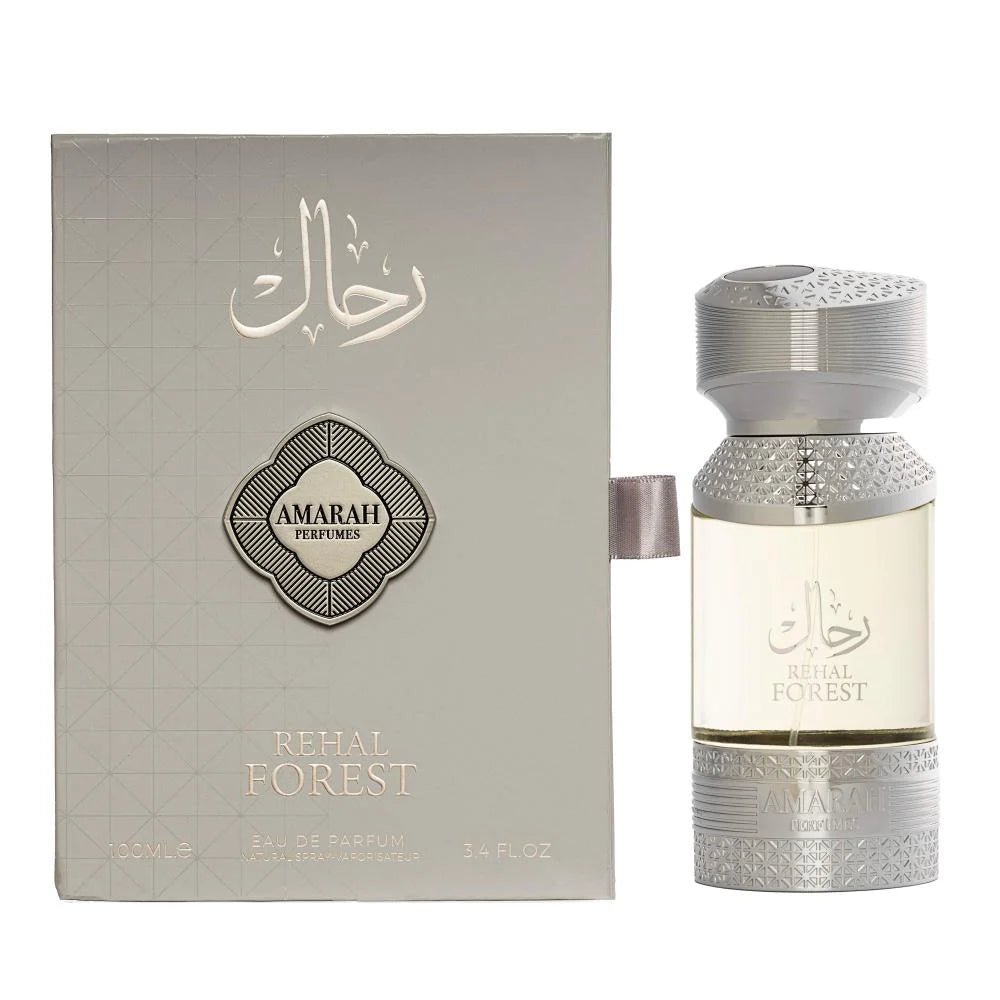 رحال
AMARAH
PERFUMES
REHAL
FOREST
100ML.e
EAU DE PARFUM
NATURAL SPRAY-VAPORISATEUR
3.4 FL.OZ
رحال
REHAL
FOREST
AMARAH
PERFUMES